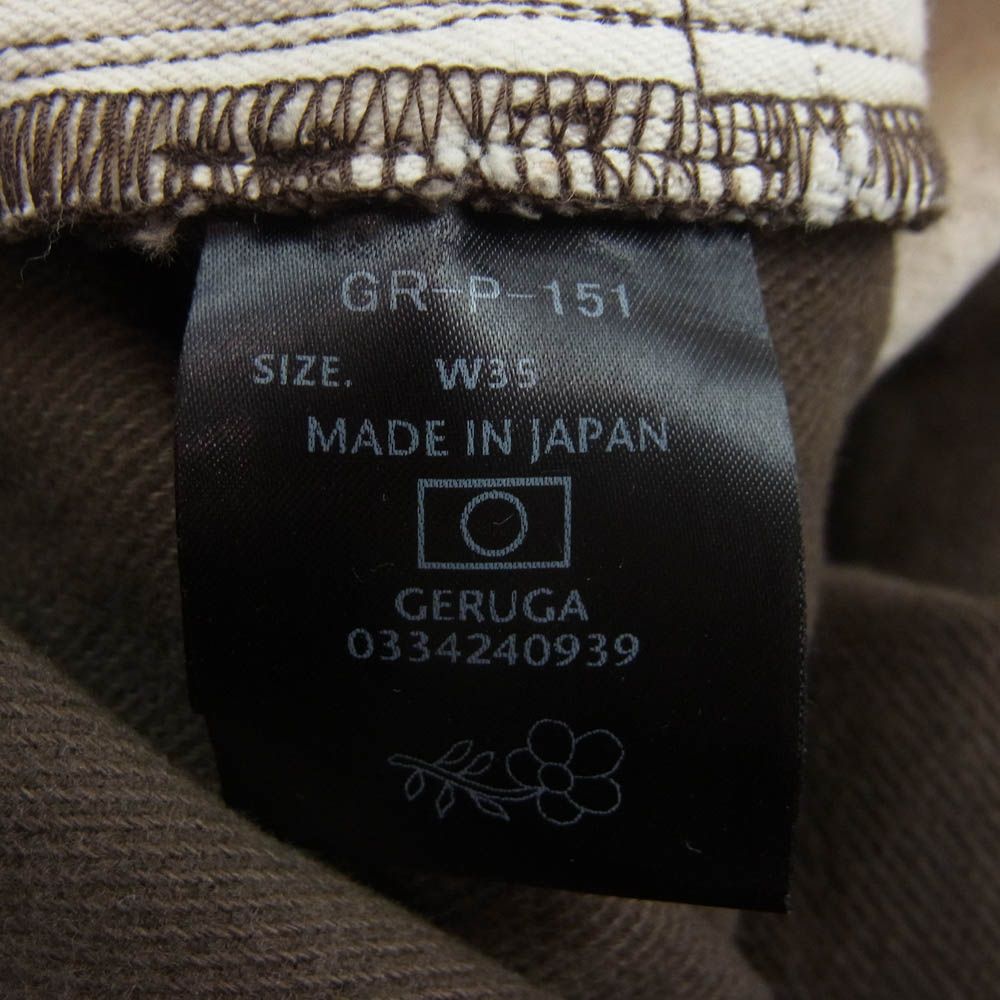 GR-P-151
SIZE. W35
MADE IN JAPAN
GERUGA
0334240939